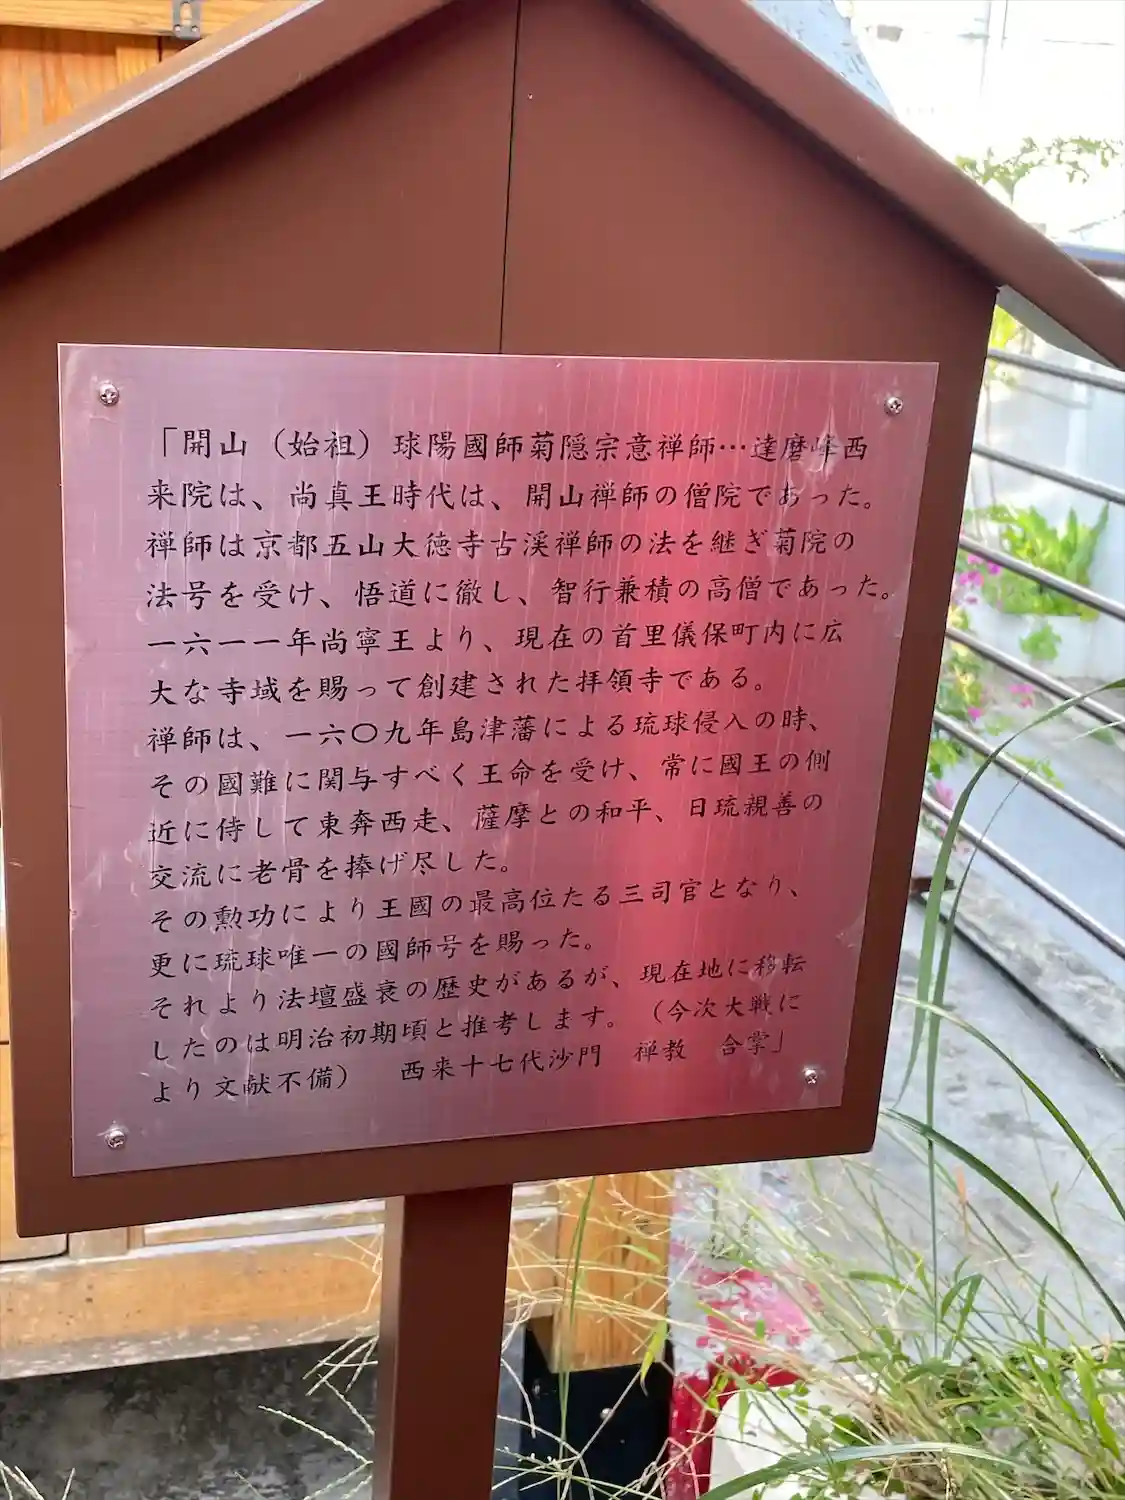 「開山（始祖）球陽國師菊隠宗意禅師…達磨峰西
来院は、尚真王時代は、開山禅師の僧院であった。
禅師は京都五山大徳寺古渓禅師の法を継ぎ菊院の
法号を受け、悟道に徹し、智行兼積の高僧であった。
一六一一年尚寧王より、現在の首里儀保町内に広
大な寺域を賜って創建された拝領寺である。
禅師は、一六〇九年島津藩による琉球侵入の時、
その國難に関与すべく王命を受け、常に國王の側
近に侍して東奔西走、薩摩との和平、日琉親善の
交流に老骨を捧げ尽した。
その勲功により王國の最高位たる三司官となり、
更に琉球唯一の國師号を賜った。
それより法壇盛衰の歴史があるが、現在地に移転
したのは明治初期頃と推考します。（今次大戦に
より文献不備）　西来十七代沙門　禅教　合掌」